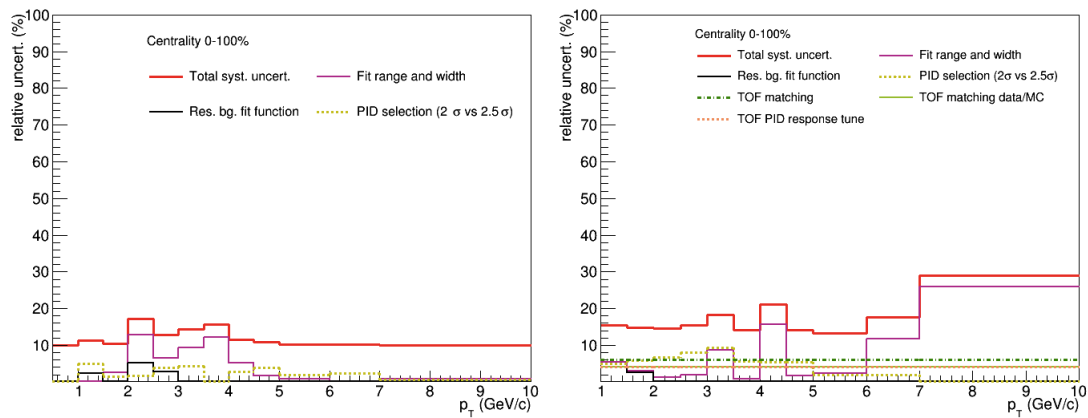 relative uncert. (%)
100
90
80
70
60
50
40
30
20
10
Centrality 0-100%
Total syst. uncert.
Fit range and width
Res. bg. fit function
PID selection (2 σ vs 2.5 σ)
1 2 3 4 5 6 7 8 9 10
p_T (GeV/c)
relative uncert. (%)
100
90
80
70
60
50
40
30
20
10
Centrality 0-100%
Total syst. uncert.
Fit range and width
Res. bg. fit function
PID selection (2σ vs 2.5σ)
TOF matching
TOF matching data/MC
TOF PID response tune
1 2 3 4 5 6 7 8 9 10
p_T (GeV/c)